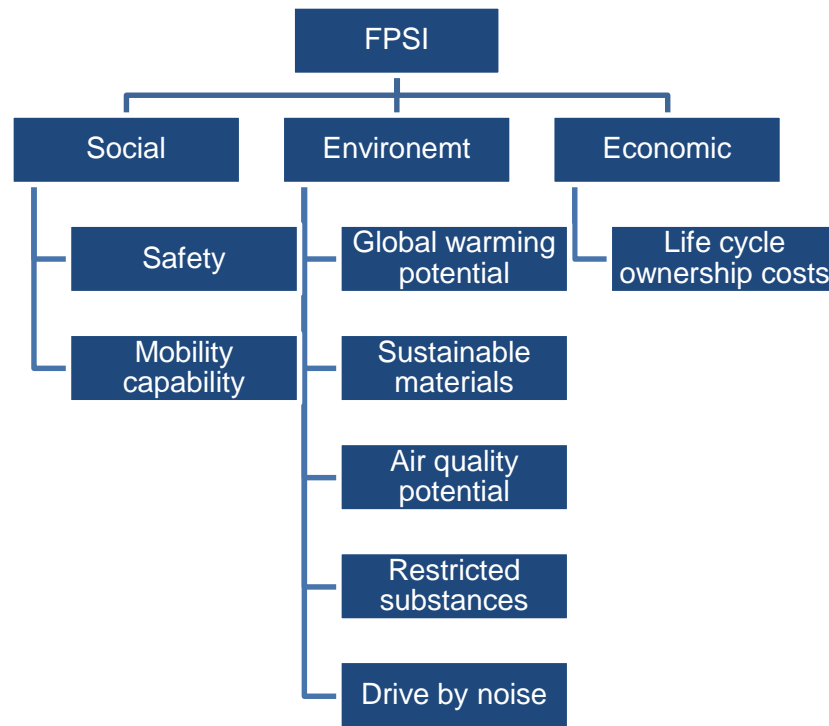 FPSI
Social
Environemt
Economic
Safety
Mobility
capability
Global warming
potential
Sustainable
materials
Air quality
potential
Restricted
substances
Drive by noise
Life cycle
ownership costs